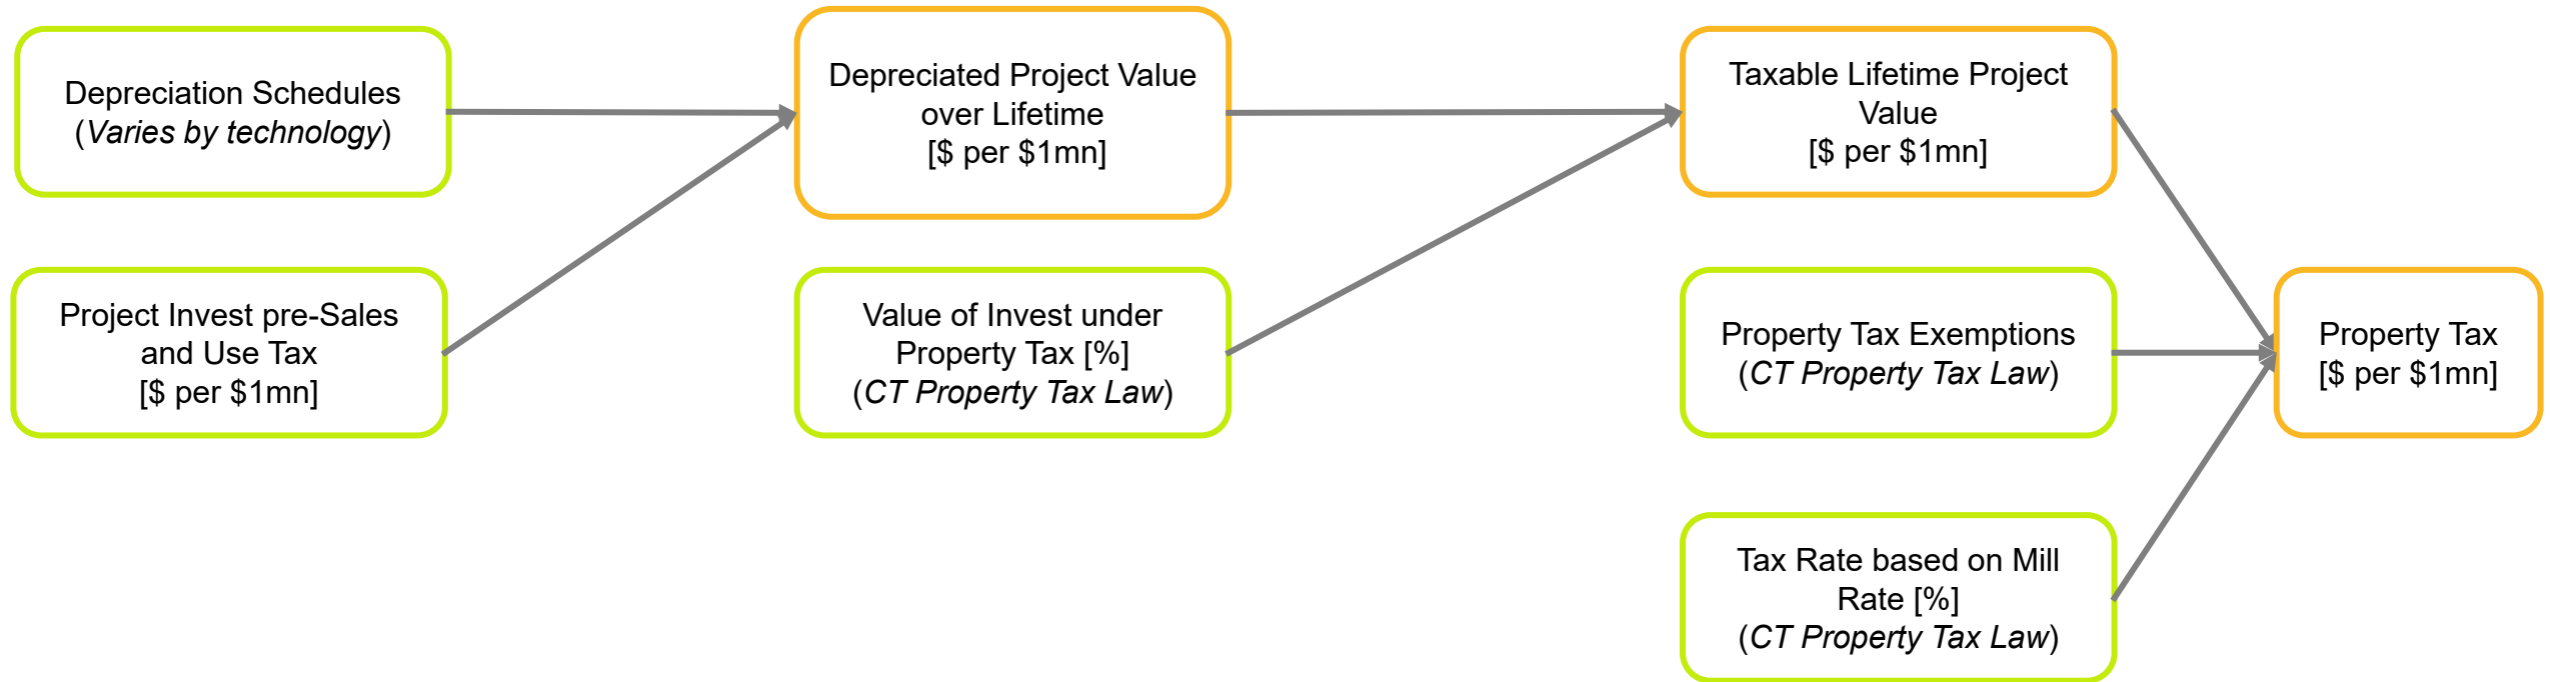 Depreciation Schedules
(Varies by technology)
Project Invest pre-Sales
and Use Tax
[$ per $1mn]
Depreciated Project Value
over Lifetime
[$ per $1mn]
Value of Invest under
Property Tax [%]
(CT Property Tax Law)
Taxable Lifetime Project
Value
[$ per $1mn]
Property Tax Exemptions
(CT Property Tax Law)
Tax Rate based on Mill
Rate [%]
(CT Property Tax Law)
Property Tax
[$ per $1mn]